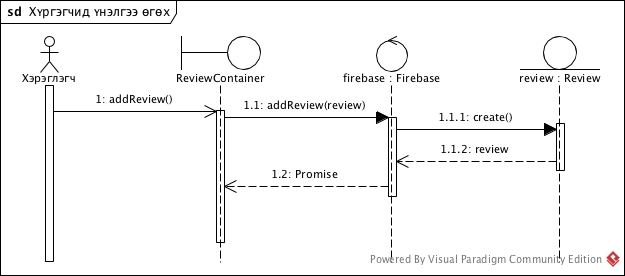 sd Хүргэгчид үнэлгээ өгөх
Хэрэглэгч
ReviewContainer
firebase : Firebase
review : Review
1: addReview()
1.1: addReview(review)
1.1.1: create()
1.1.2: review
1.2: Promise
Powered By Visual Paradigm Community Edition